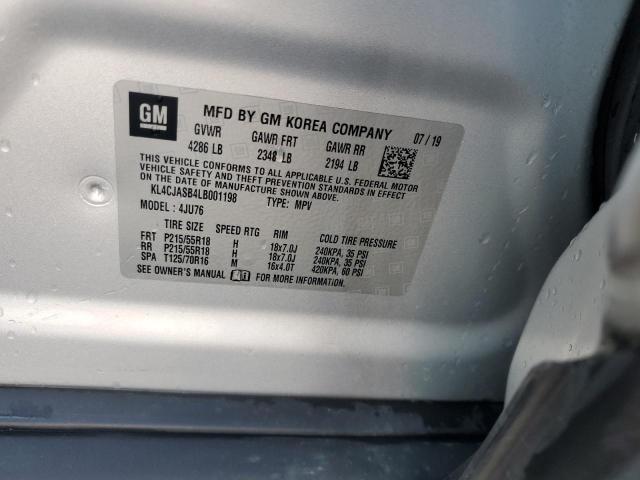 GM
MFD BY GM KOREA COMPANY 07/19
GVWR GAWR FRT GAWR RR
4286 LB 2348 LB 2194 LB
THIS VEHICLE CONFORMS TO ALL APPLICABLE U.S. FEDERAL MOTOR
VEHICLE SAFETY AND THEFT PREVENTION STANDARDS IN EFFECT
ON THE DATE OF MANUFACTURE SHOWN ABOVE.
KL4CJASB4LB001198 TYPE: MPV
MODEL: 4JU76
TIRE SIZE SPEED RTG RIM COLD TIRE PRESSURE
FRT P215/55R18 H 18x7.0J 240KPA, 35 PSI
RR P215/55R18 H 18x7.0J 240KPA, 35 PSI
SPA T125/70R16 M 16x4.0T 420KPA, 60 PSI
SEE OWNER'S MANUAL FOR MORE INFORMATION.